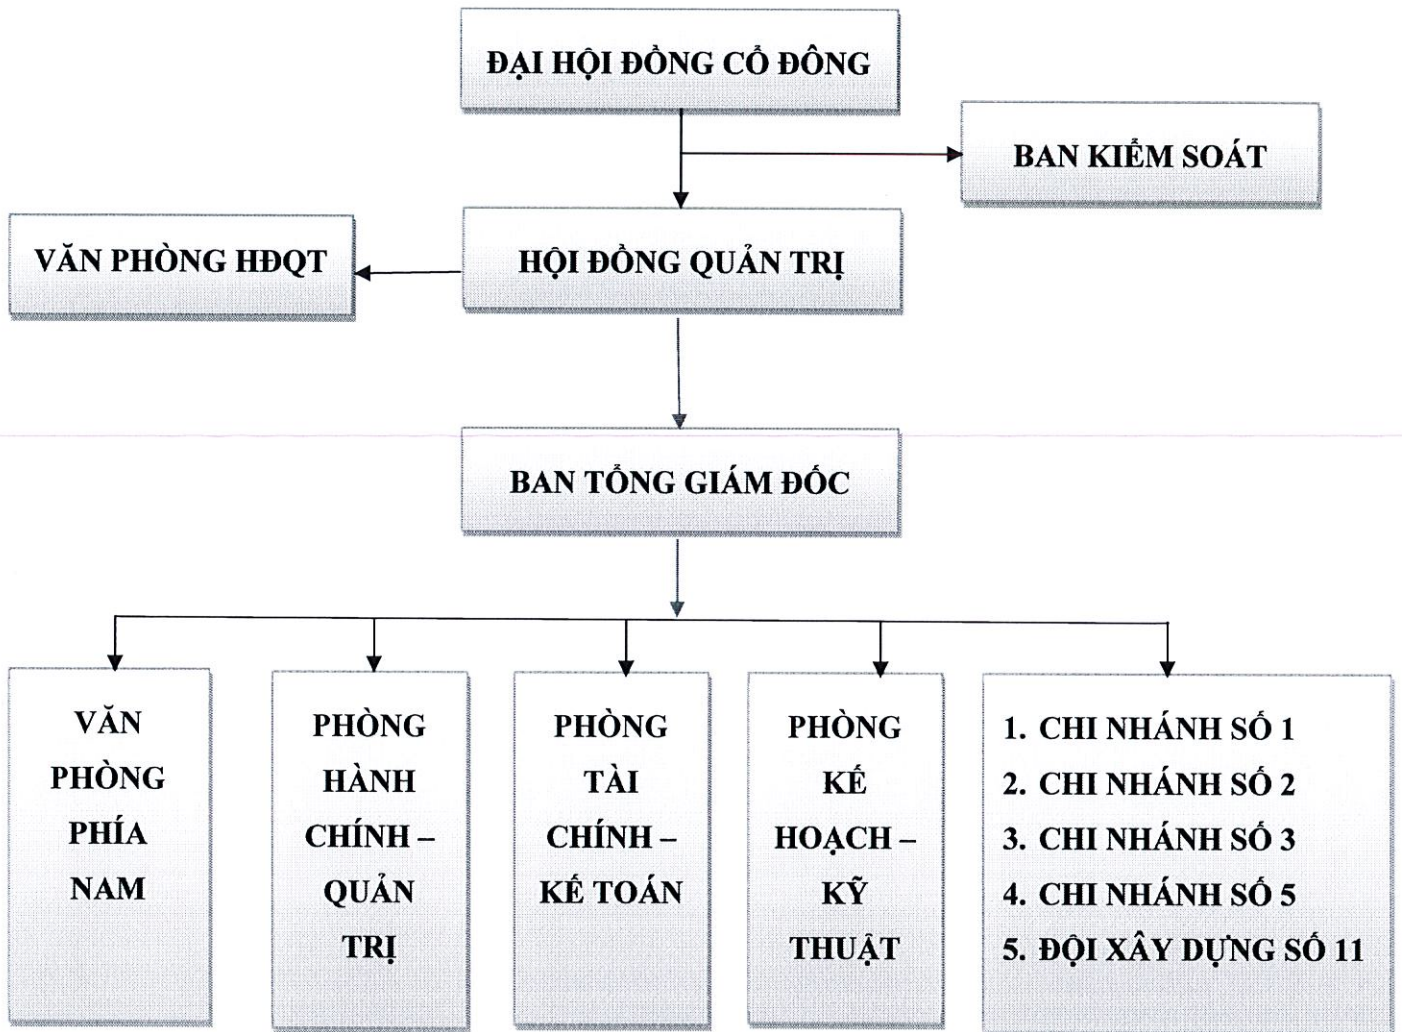 ĐẠI HỘI ĐỒNG CỔ ĐÔNG
BAN KIỂM SOÁT
VĂN PHÒNG HĐQT
HỘI ĐỒNG QUẢN TRỊ
BAN TỔNG GIÁM ĐỐC
VĂN
PHÒNG
PHÍA
NAM
PHÒNG
HÀNH
CHÍNH –
QUẢN
TRỊ
PHÒNG
TÀI
CHÍNH –
KẾ TOÁN
PHÒNG
KẾ
HOẠCH –
KỸ
THUẬT
1. CHI NHÁNH SỐ 1
2. CHI NHÁNH SỐ 2
3. CHI NHÁNH SỐ 3
4. CHI NHÁNH SỐ 5
5. ĐỘI XÂY DỰNG SỐ 11